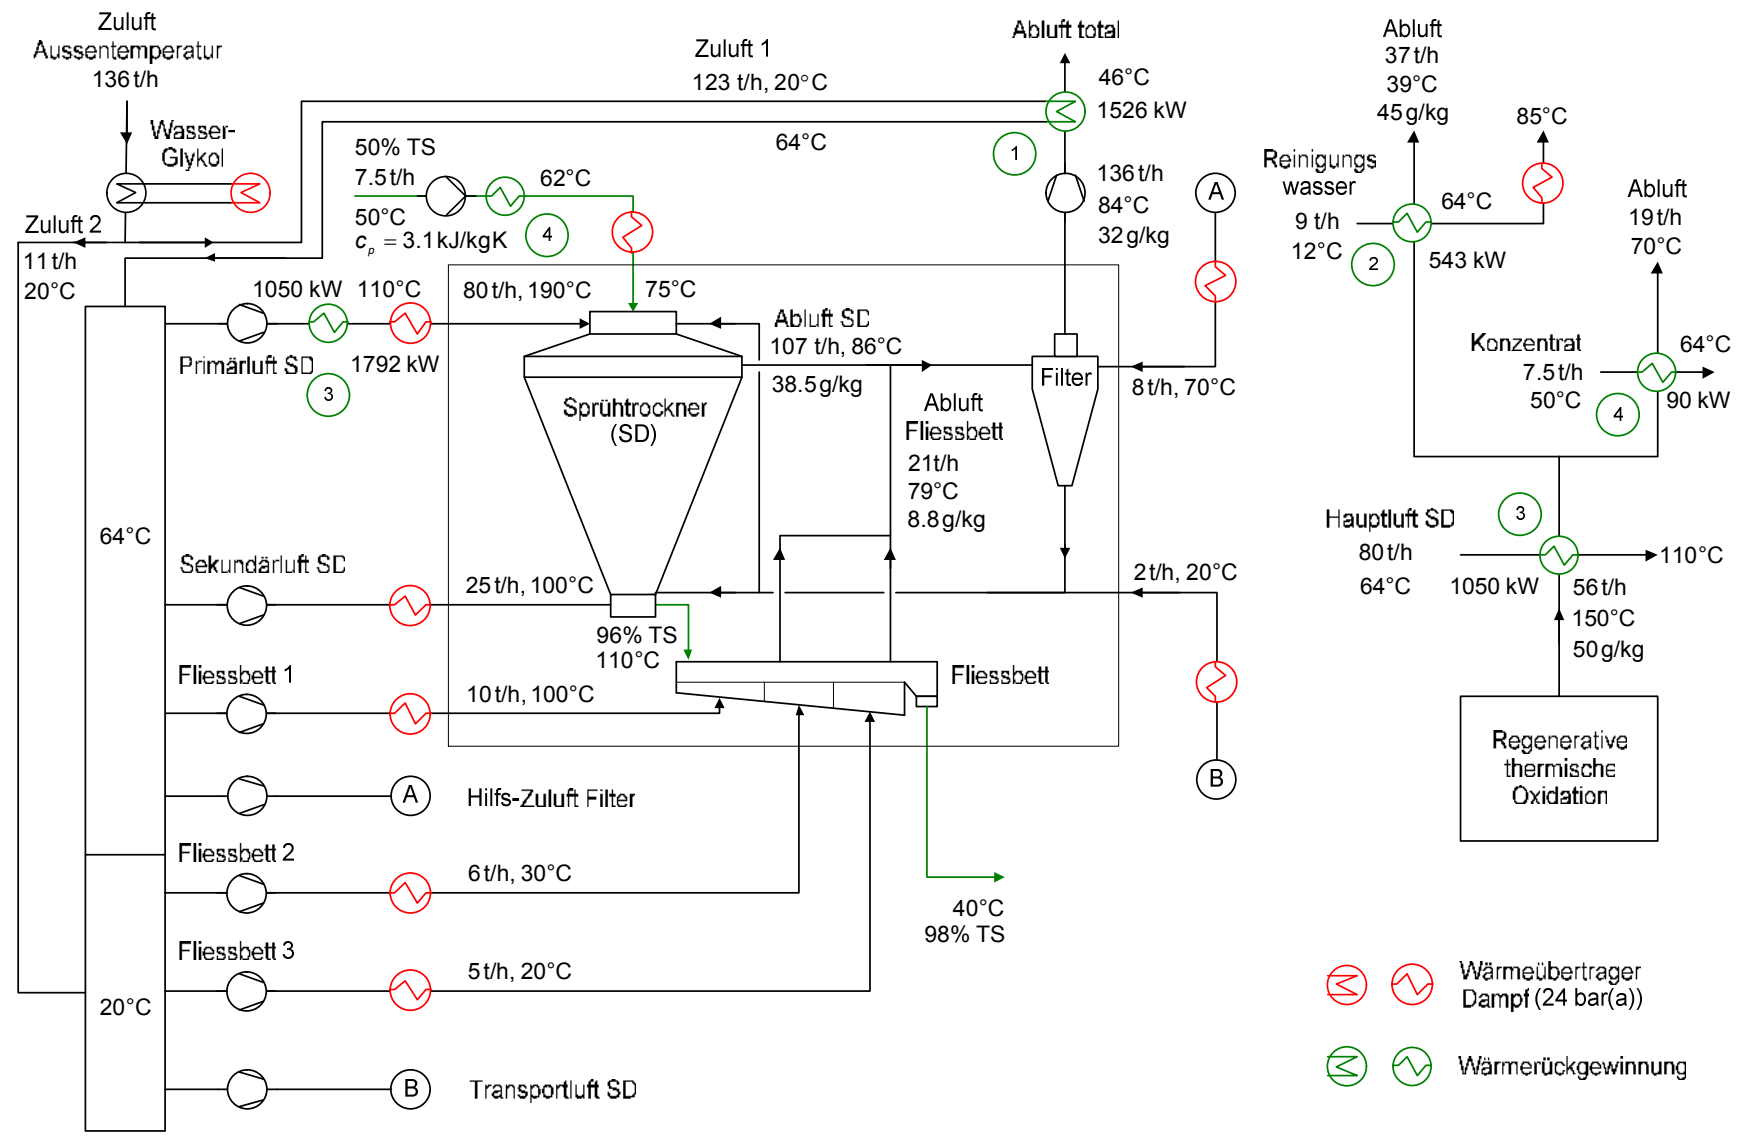 Zuluft
Aussentemperatur
136 t/h
Wasser-
Glykol
Zuluft 2
11 t/h
20°C
Zuluft 1
123 t/h, 20°C
64°C
50% TS
7.5 t/h
50°C
cp = 3.1 kJ/kgK
62°C
4
75°C
Abluft total
46°C
1526 kW
1
136 t/h
84°C
32 g/kg
A
8 t/h, 70°C
1050 kW
110°C
80 t/h, 190°C
Primärluft SD
3
1792 kW
Abluft SD
107 t/h, 86°C
38.5 g/kg
Sprühtrockner
(SD)
Filter
Abluft
Fliessbett
21 t/h
79°C
8.8 g/kg
64°C
Sekundärluft SD
25 t/h, 100°C
96% TS
110°C
2 t/h, 20°C
Fliessbett 1
10 t/h, 100°C
Fliessbett
B
A
Hilfs-Zuluft Filter
Fliessbett 2
6 t/h, 30°C
40°C
98% TS
Fliessbett 3
5 t/h, 20°C
20°C
B
Transportluft SD
Abluft
37 t/h
39°C
45 g/kg
85°C
Reinigungs
wasser
9 t/h
12°C
2
64°C
543 kW
Abluft
19 t/h
70°C
Konzentrat
7.5 t/h
50°C
4
64°C
90 kW
Hauptluft SD
80 t/h
64°C
3
1050 kW
110°C
56 t/h
150°C
50 g/kg
Regenerative
thermische
Oxidation
Wärmeübertrager
Dampf (24 bar(a))
Wärmerückgewinnung